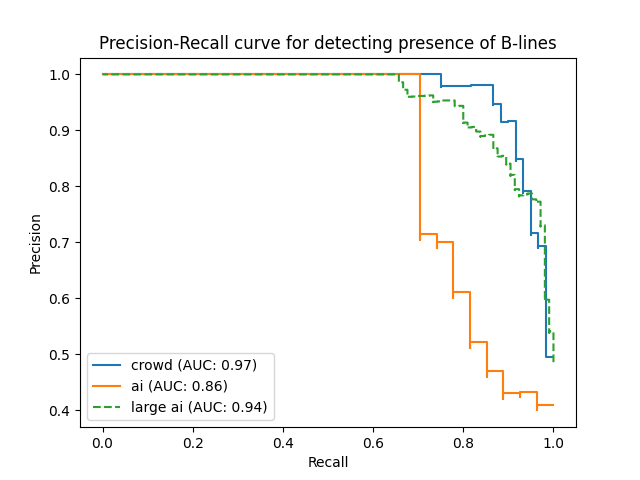 Precision-Recall curve for detecting presence of B-lines
1.0
0.9
0.8
0.7
0.6
0.5
0.4
Precision
crowd (AUC: 0.97)
ai (AUC: 0.86)
large ai (AUC: 0.94)
0.0 0.2 0.4 0.6 0.8 1.0
Recall